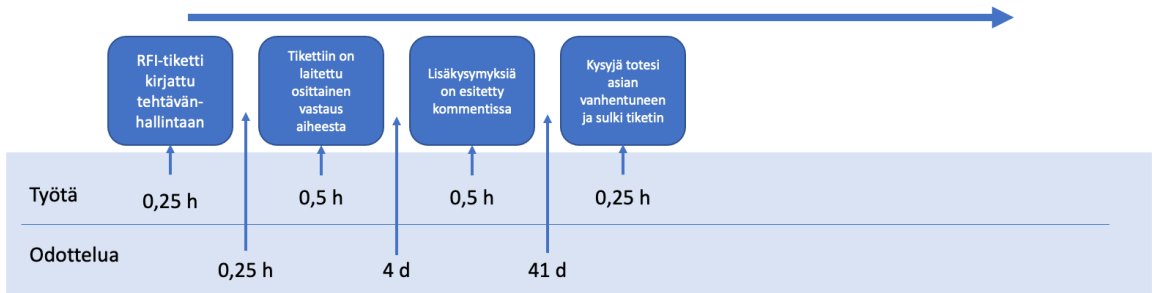 RFI-tiketti
kirjattu
tehtävän-
hallintaan
Tikettiin on
laitettu
osittainen
vastaus
aiheesta
Lisäkysymyksiä
on esitetty
kommentissa
Kysyjä totesi
asian
vanhentuneen
ja sulki tiketin
Työtä
0,25 h
0,5 h
0,5 h
0,25 h
Odottelua
0,25 h
4 d
41 d